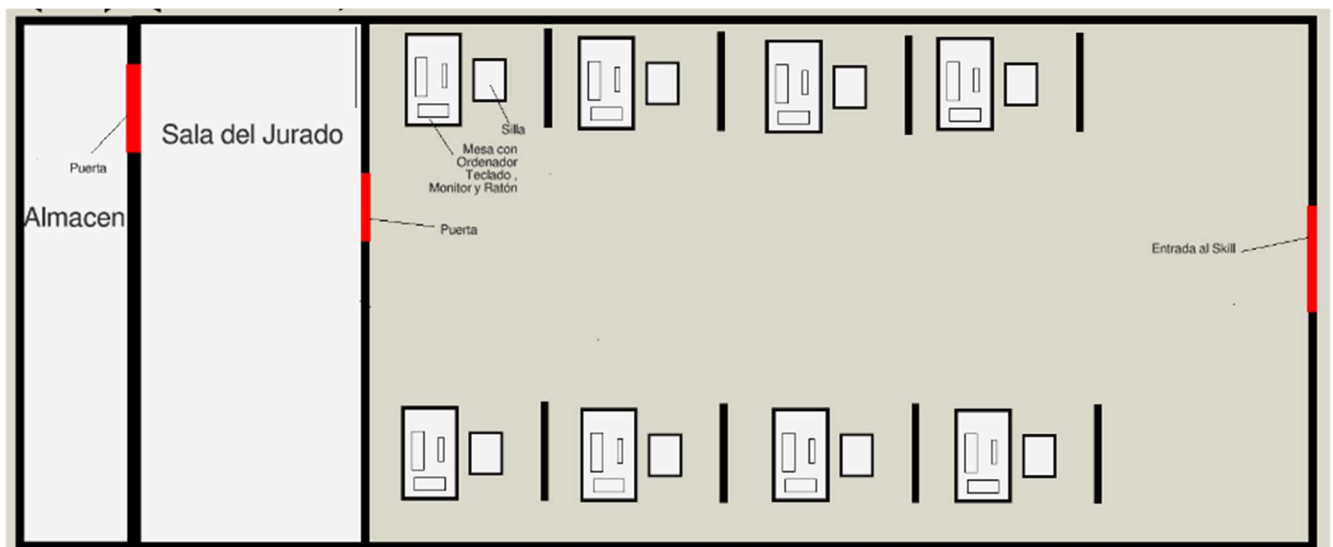 Sala del Jurado
Puerta
Almacen
Silla
Mesa con
Ordenador
Teclado ,
Monitor y Ratón
Puerta
Entrada al Skill